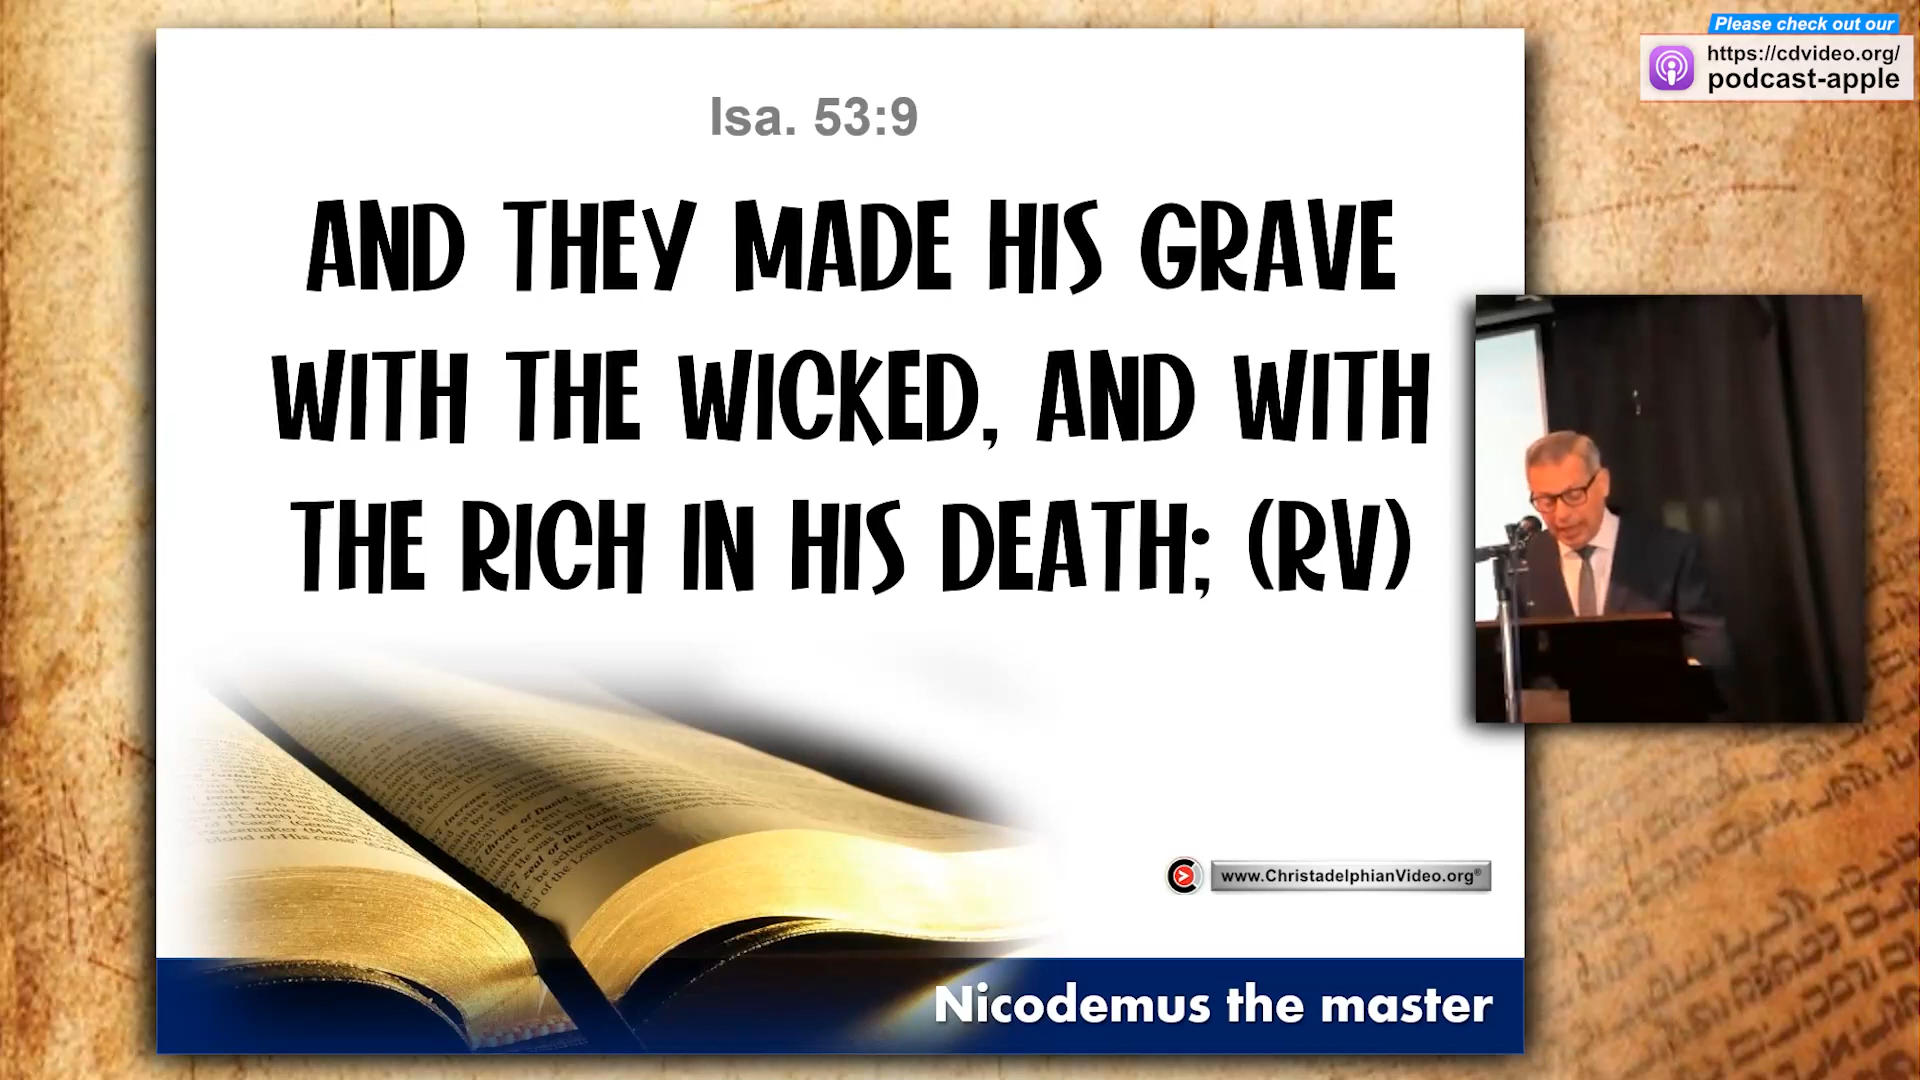 Please check out our
https://cdvideo.org/
podcast-apple
Isa. 53:9
AND THEY MADE HIS GRAVE
WITH THE WICKED, AND WITH
THE RICH IN HIS DEATH; (RV)
www.ChristadelphianVideo.org®
Nicodemus the master